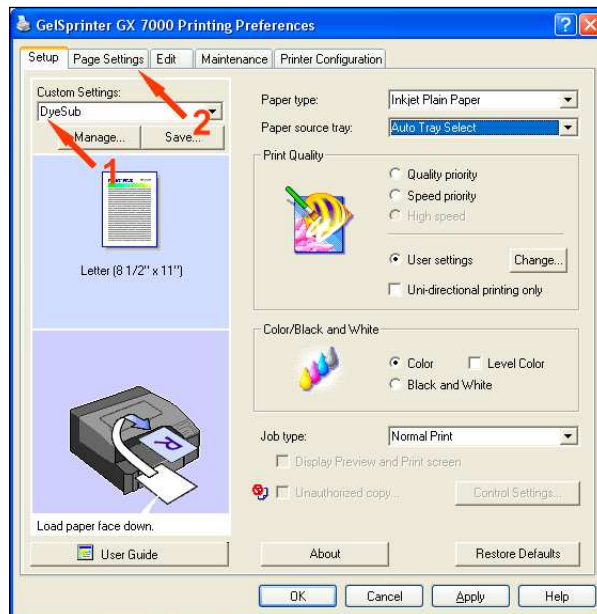 GelSprinter GX 7000 Printing Preferences
Setup
Page Settings
Edit
Maintenance
Printer Configuration
Custom Settings:
DyeSub
Manage...
Save...
1
2
Letter (8 1/2" x 11")
R
Load paper face down.
User Guide
Paper type:
Inkjet Plain Paper
Paper source tray:
Auto Tray Select
Print Quality
Quality priority
Speed priority
High speed
User settings
Change...
Uni-directional printing only
Color/Black and White
Color
Level Color
Black and White
Job type:
Normal Print
Display Preview and Print screen
Unauthorized copy...
Control Settings...
About
Restore Defaults
OK
Cancel
Apply
Help